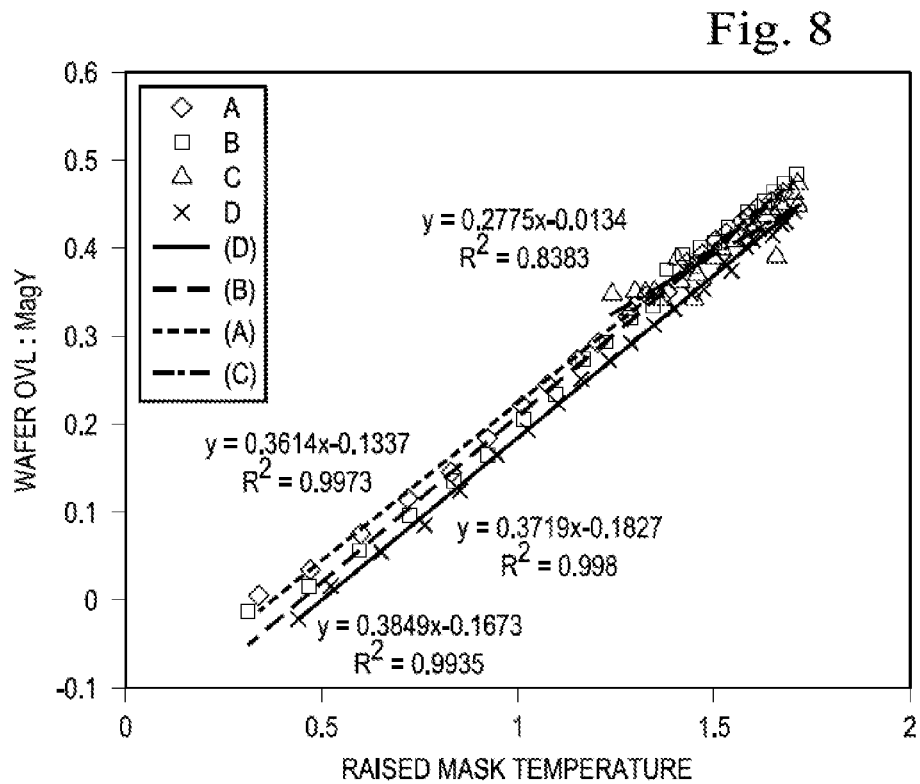 Fig. 8
0.6
0.5
0.4
0.3
0.2
0.1
0
-0.1
WAFER OVL : MagY
A
B
C
D
(D)
(B)
(A)
(C)
y = 0.2775x-0.0134
R² = 0.8383
y = 0.3614x-0.1337
R² = 0.9973
y = 0.3719x-0.1827
R² = 0.998
y = 0.3849x-0.1673
R² = 0.9935
0 0.5 1 1.5 2
RAISED MASK TEMPERATURE